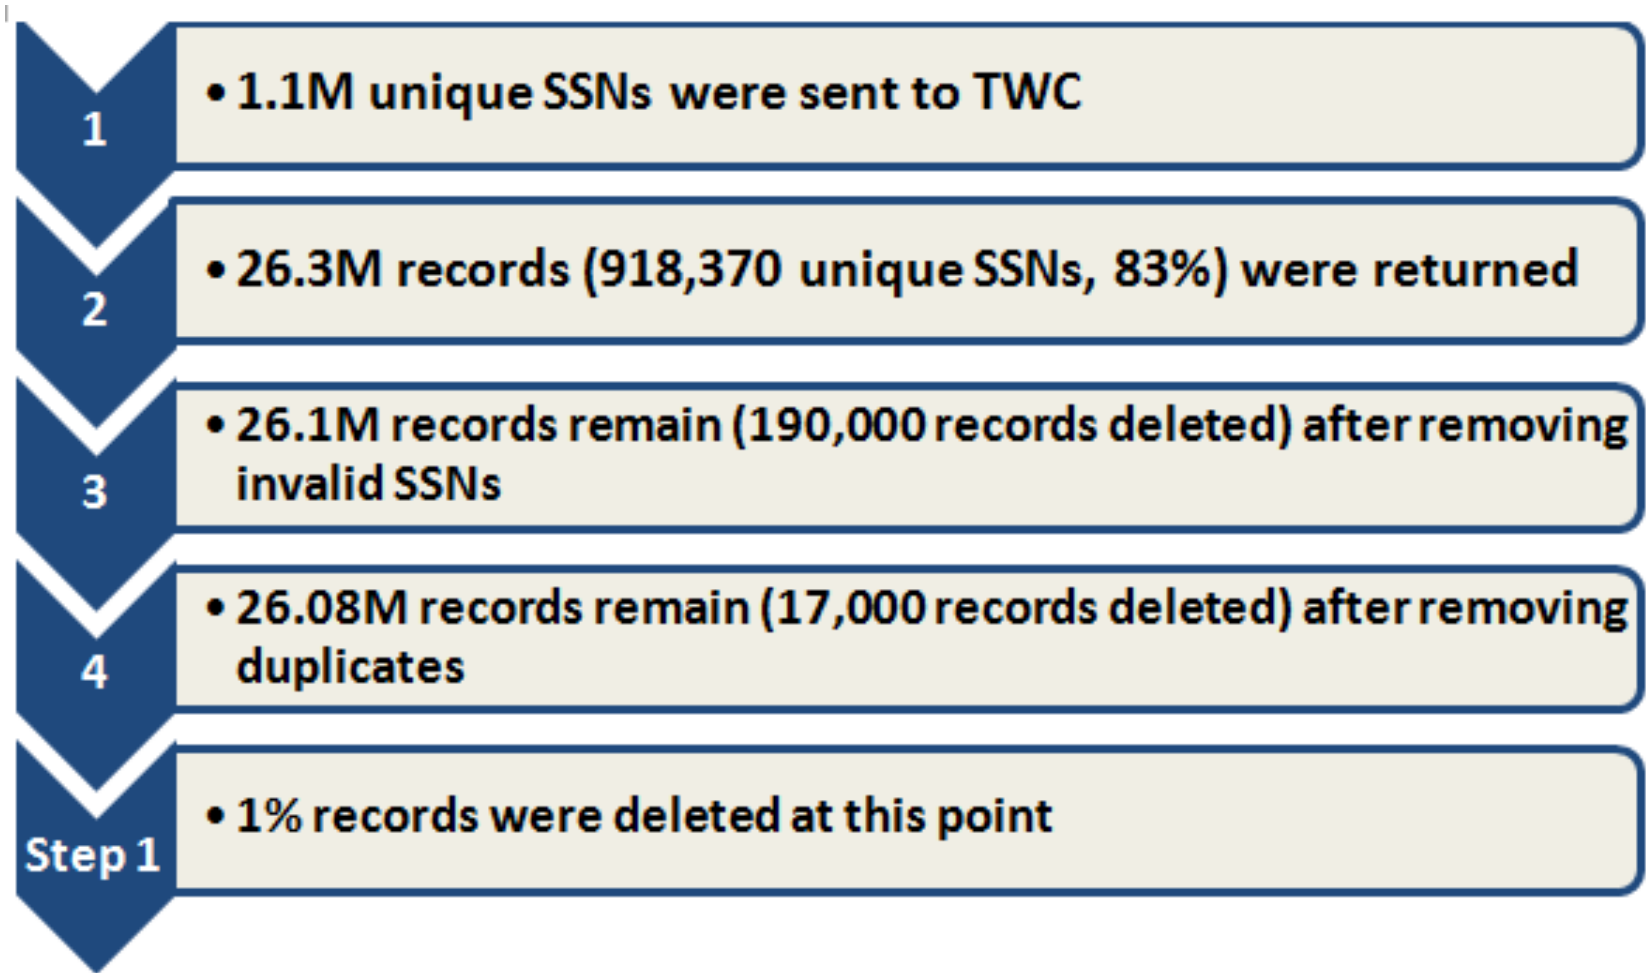 1
• 1.1M unique SSNs were sent to TWC
2
• 26.3M records (918,370 unique SSNs, 83%) were returned
3
• 26.1M records remain (190,000 records deleted) after removing
invalid SSNs
4
• 26.08M records remain (17,000 records deleted) after removing
duplicates
Step 1
• 1% records were deleted at this point